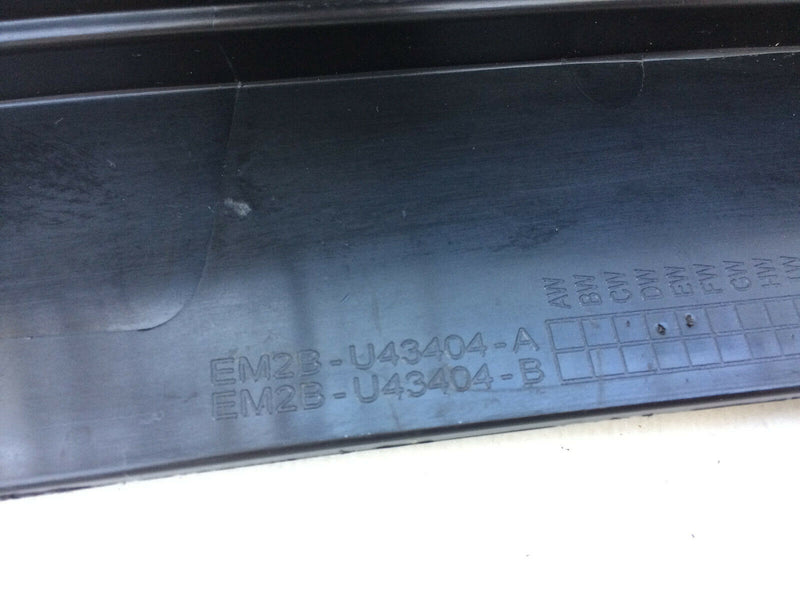 AW BW CW DW EW FW GW HW
EM2B-U43404-A
EM2B-U43404-B